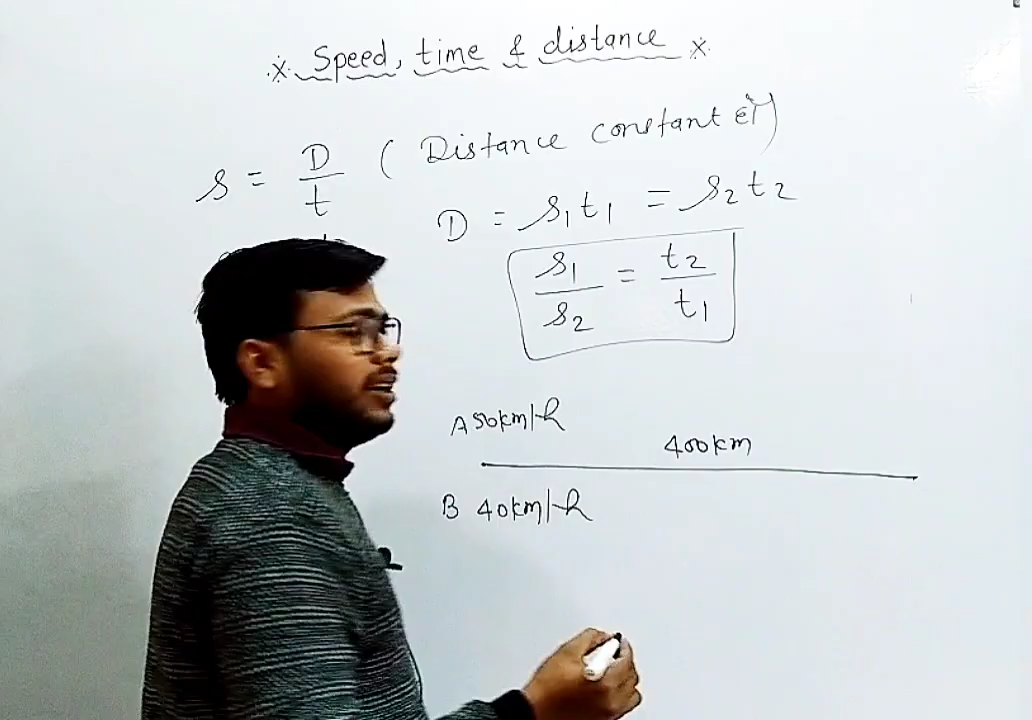 * Speed, time & distance *
s = D/t ( Distance constant हो)
D = s₁t₁ = s₂t₂
s₁/s₂ = t₂/t₁
A 50km/h
400km
B 40km/h